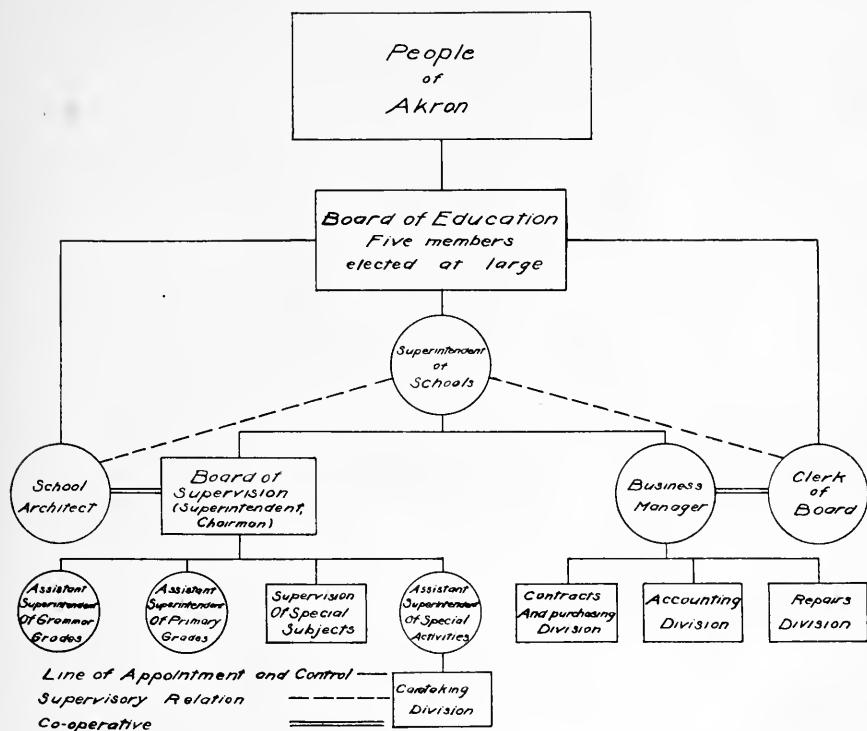 People
of
Akron
Board of Education
Five members
elected at large
Superintendent
of
Schools
School
Architect
Board of
Supervision
(Superintendent,
Chairman)
Business
Manager
Clerk
of
Board
Assistant
Superintendent
Of Grammar
Grades
Assistant
Superintendent
Of Primary
Grades
Supervision
Of Special
Subjects
Assistant
Superintendent
Of Special
Activities
Contracts
And purchasing
Division
Accounting
Division
Repairs
Division
Caretaking
Division
Line of Appointment and Control
Supervisory Relation
Co-operative